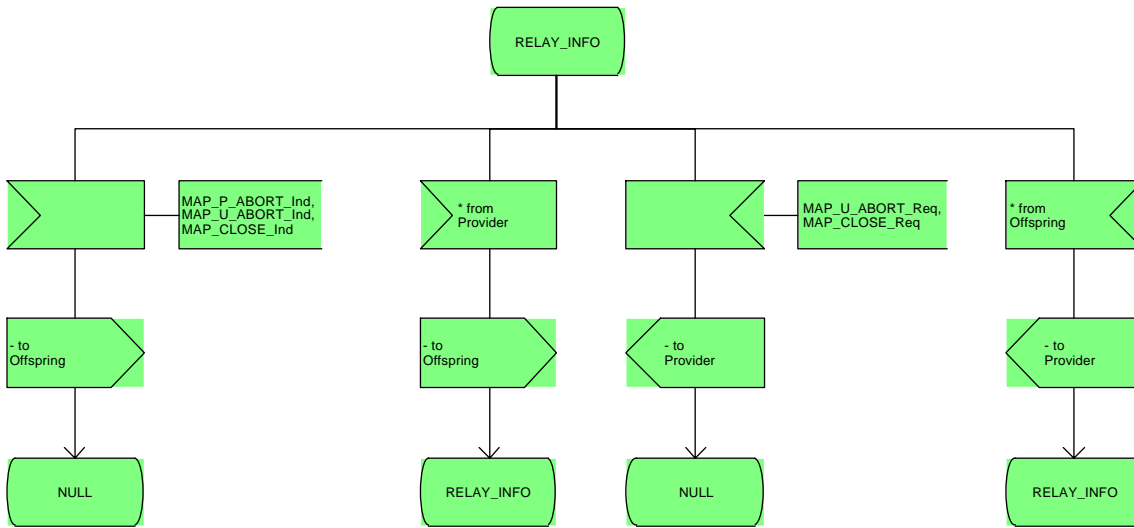 RELAY_INFO
MAP_P_ABORT_Ind,
MAP_U_ABORT_Ind,
MAP_CLOSE_Ind
* from
Provider
MAP_U_ABORT_Req,
MAP_CLOSE_Req
* from
Offspring
- to
Offspring
- to
Offspring
- to
Provider
- to
Provider
NULL
RELAY_INFO
NULL
RELAY_INFO